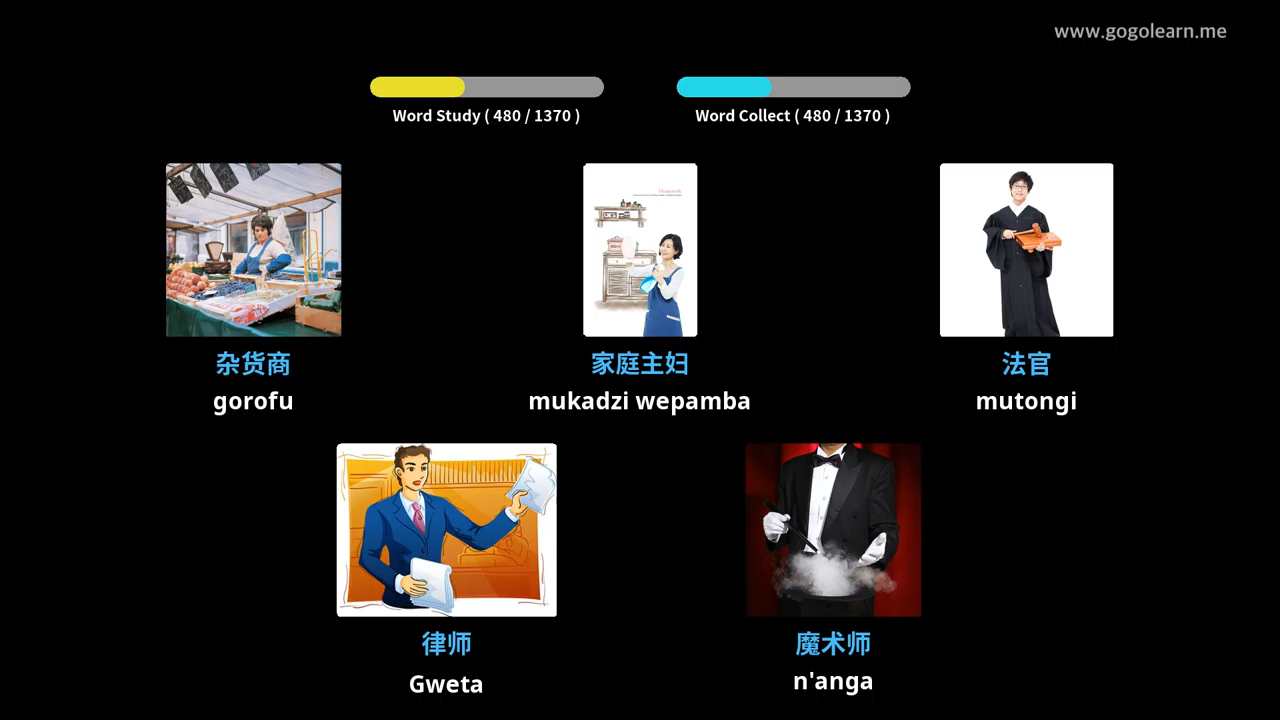 www.gogolearn.me
Word Study ( 480 / 1370 )
Word Collect ( 480 / 1370 )
杂货商
gorofu
家庭主妇
mukadzi wepamba
法官
mutongi
律师
Gweta
魔术师
n'anga